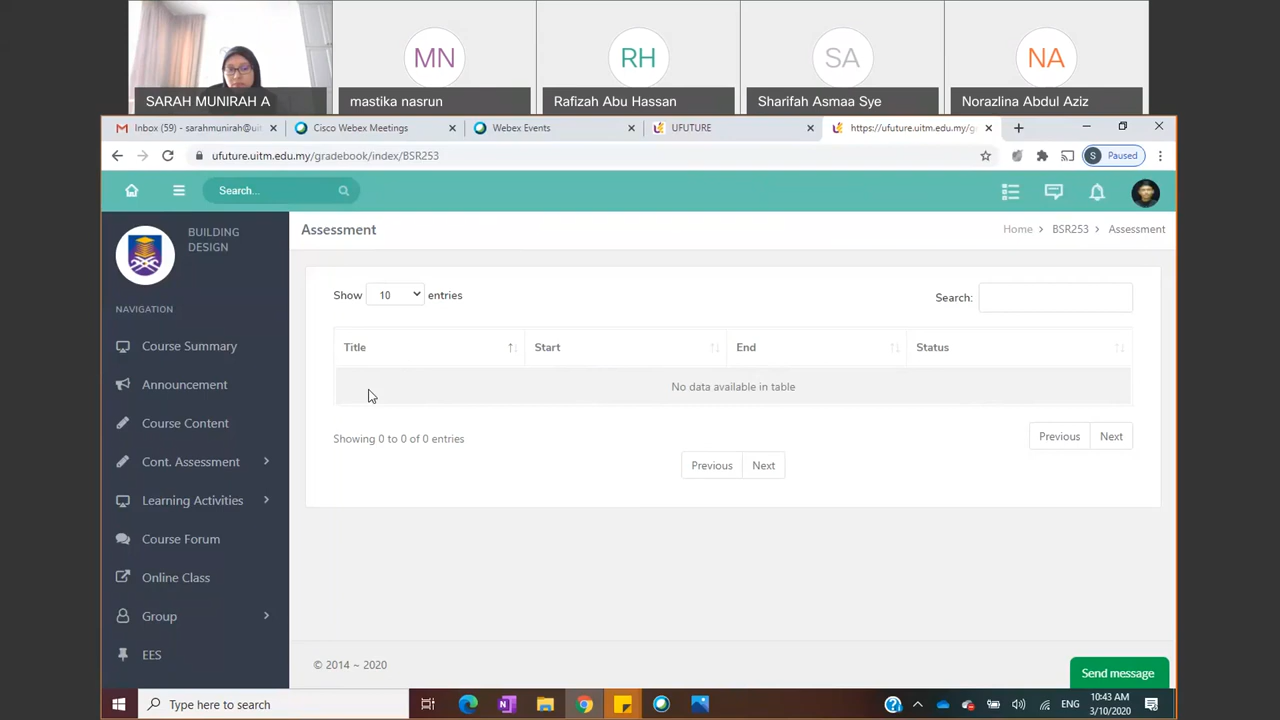 MN
RH
SA
NA
SARAH MUNIRAH A
mastika nasrun
Rafizah Abu Hassan
Sharifah Asmaa Sye
Norazlina Abdul Aziz
Inbox (59) - sarahmunirah@uit
Cisco Webex Meetings
Webex Events
UFUTURE
https://ufuture.uitm.edu.my/g
ufuture.uitm.edu.my/gradebook/index/BSR253
S Paused
Search...
BUILDING
DESIGN
NAVIGATION
Course Summary
Announcement
Course Content
Cont. Assessment
Learning Activities
Course Forum
Online Class
Group
EES
Assessment
Home > BSR253 > Assessment
Show 10 entries
Search:
Title Start End Status
No data available in table
Showing 0 to 0 of 0 entries
Previous Next
Previous Next
© 2014 ~ 2020
Send message
Type here to search
ENG
10:43 AM
3/10/2020